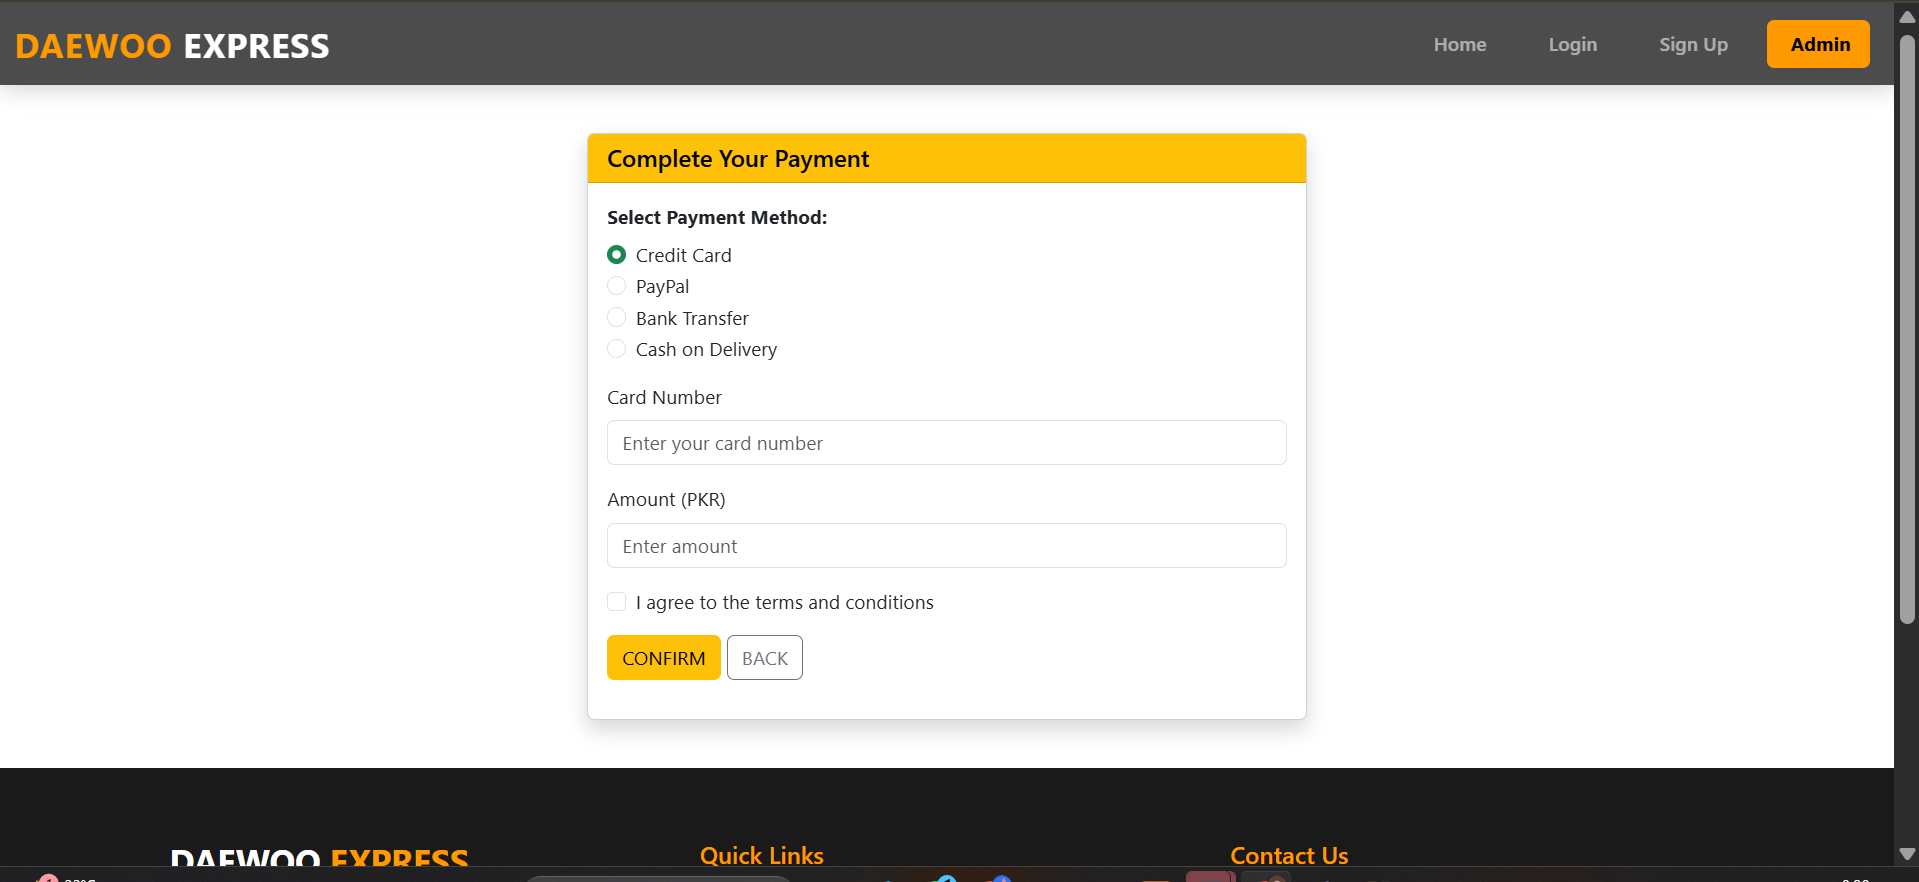 DAEWOO EXPRESS
Home
Login
Sign Up
Admin
Complete Your Payment
Select Payment Method:
Credit Card
PayPal
Bank Transfer
Cash on Delivery
Card Number
Enter your card number
Amount (PKR)
Enter amount
I agree to the terms and conditions
CONFIRM
BACK
DAEWOO EXPRESS
Quick Links
Contact Us